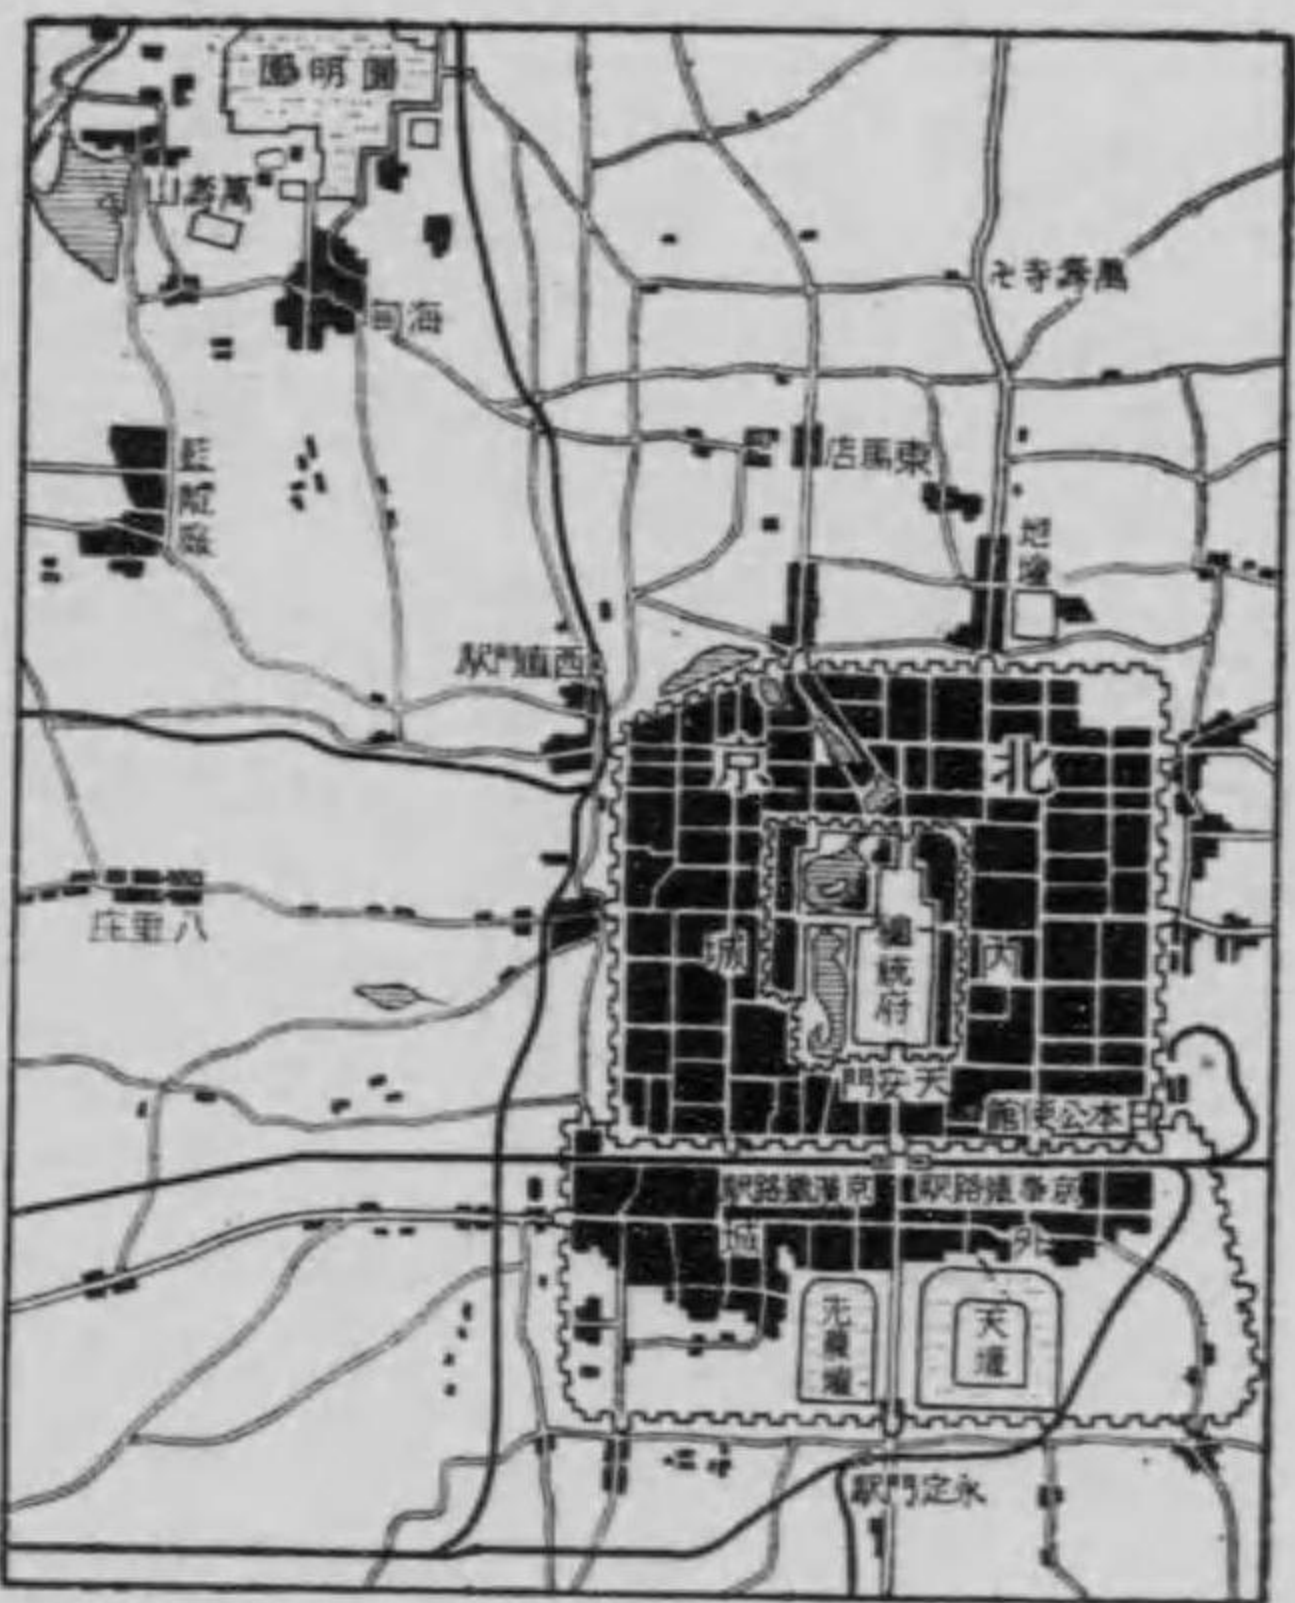 圓明園
萬壽山
海甸
萬壽寺卍
藍靛廠
東馬店
地壇
西直門駅
北京
八里庄
內城
總統府
天安門
日本公使館
京奉鐵路駅
京漢鐵路駅
外城
先農壇
天壇
永定門駅